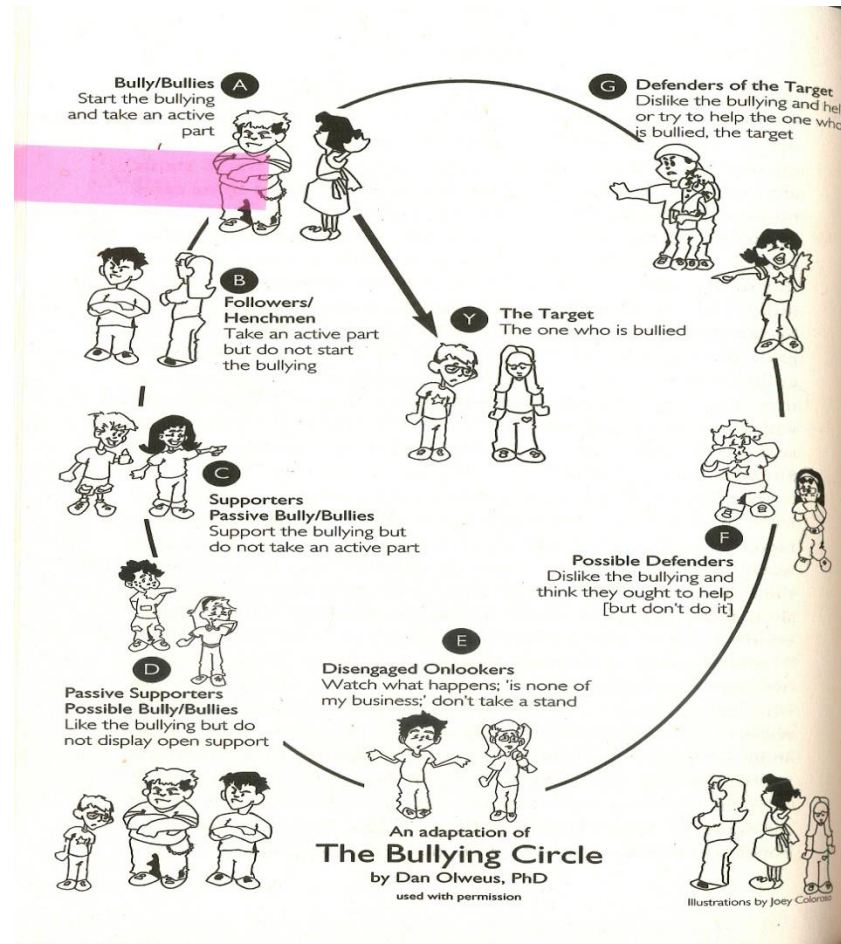 Bully/Bullies
A
Start the bullying
and take an active
part
G
Defenders of the Target
Dislike the bullying and
or try to help the one who
is bullied, the target
B
Followers/
Henchmen
Take an active part
but do not start
the bullying
Y
The Target
The one who is bullied
C
Supporters
Passive Bully/Bullies
Support the bullying but
do not take an active part
F
Possible Defenders
Dislike the bullying and
think they ought to help
[but don't do it]
D
Passive Supporters
Possible Bully/Bullies
Like the bullying but do
not display open support
E
Disengaged Onlookers
Watch what happens; 'is none of
my business;' don't take a stand
An adaptation of
The Bullying Circle
by Dan Olweus, PhD
used with permission
Illustrations by Joey Coloroso